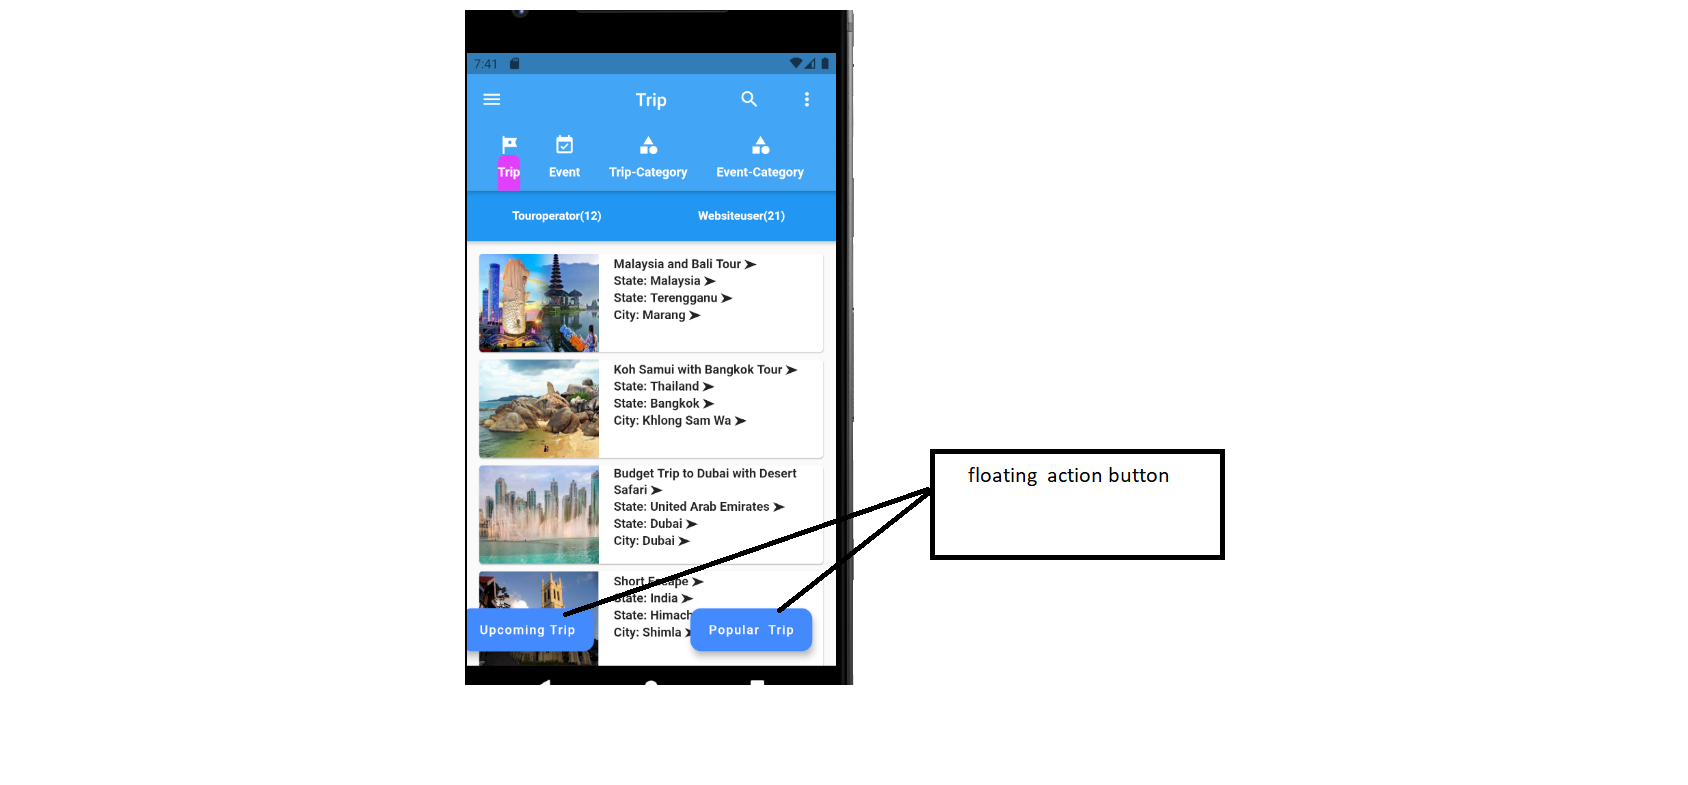 7:41
Trip
Trip Event Trip-Category Event-Category
Touroperator(12) Websiteuser(21)
Malaysia and Bali Tour ➤
State: Malaysia ➤
State: Terengganu ➤
City: Marang ➤
Koh Samui with Bangkok Tour ➤
State: Thailand ➤
State: Bangkok ➤
City: Khlong Sam Wa ➤
floating action button
Budget Trip to Dubai with Desert
Safari ➤
State: United Arab Emirates ➤
State: Dubai ➤
City: Dubai ➤
Short Escape ➤
State: India ➤
State: Himach
City: Shimla ➤
Upcoming Trip Popular Trip